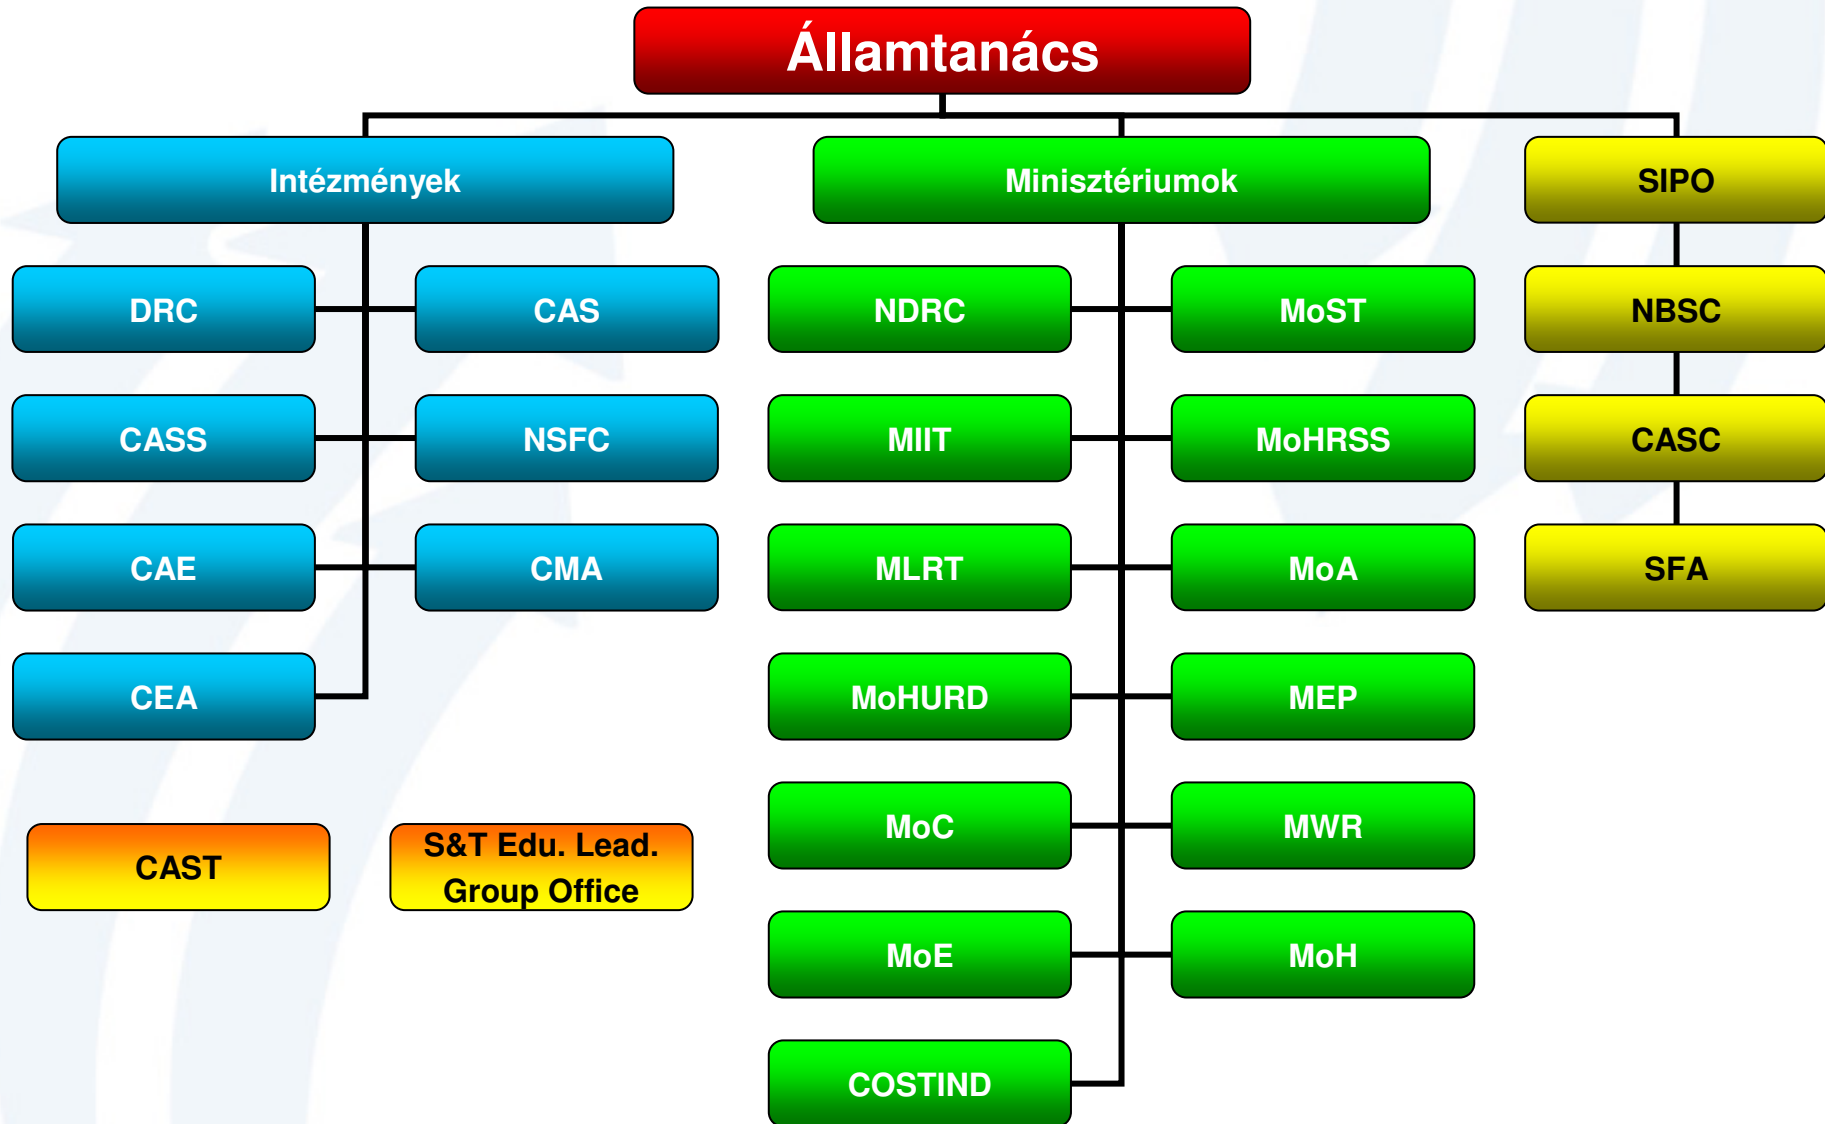 Államtanács
Intézmények
Minisztériumok
SIPO
DRC
CAS
NDRC
MoST
NBSC
CASS
NSFC
MIIT
MoHRSS
CASC
CAE
CMA
MLRT
MoA
SFA
CEA
MoHURD
MEP
MoC
MWR
CAST
S&T Edu. Lead.
Group Office
MoE
MoH
COSTIND